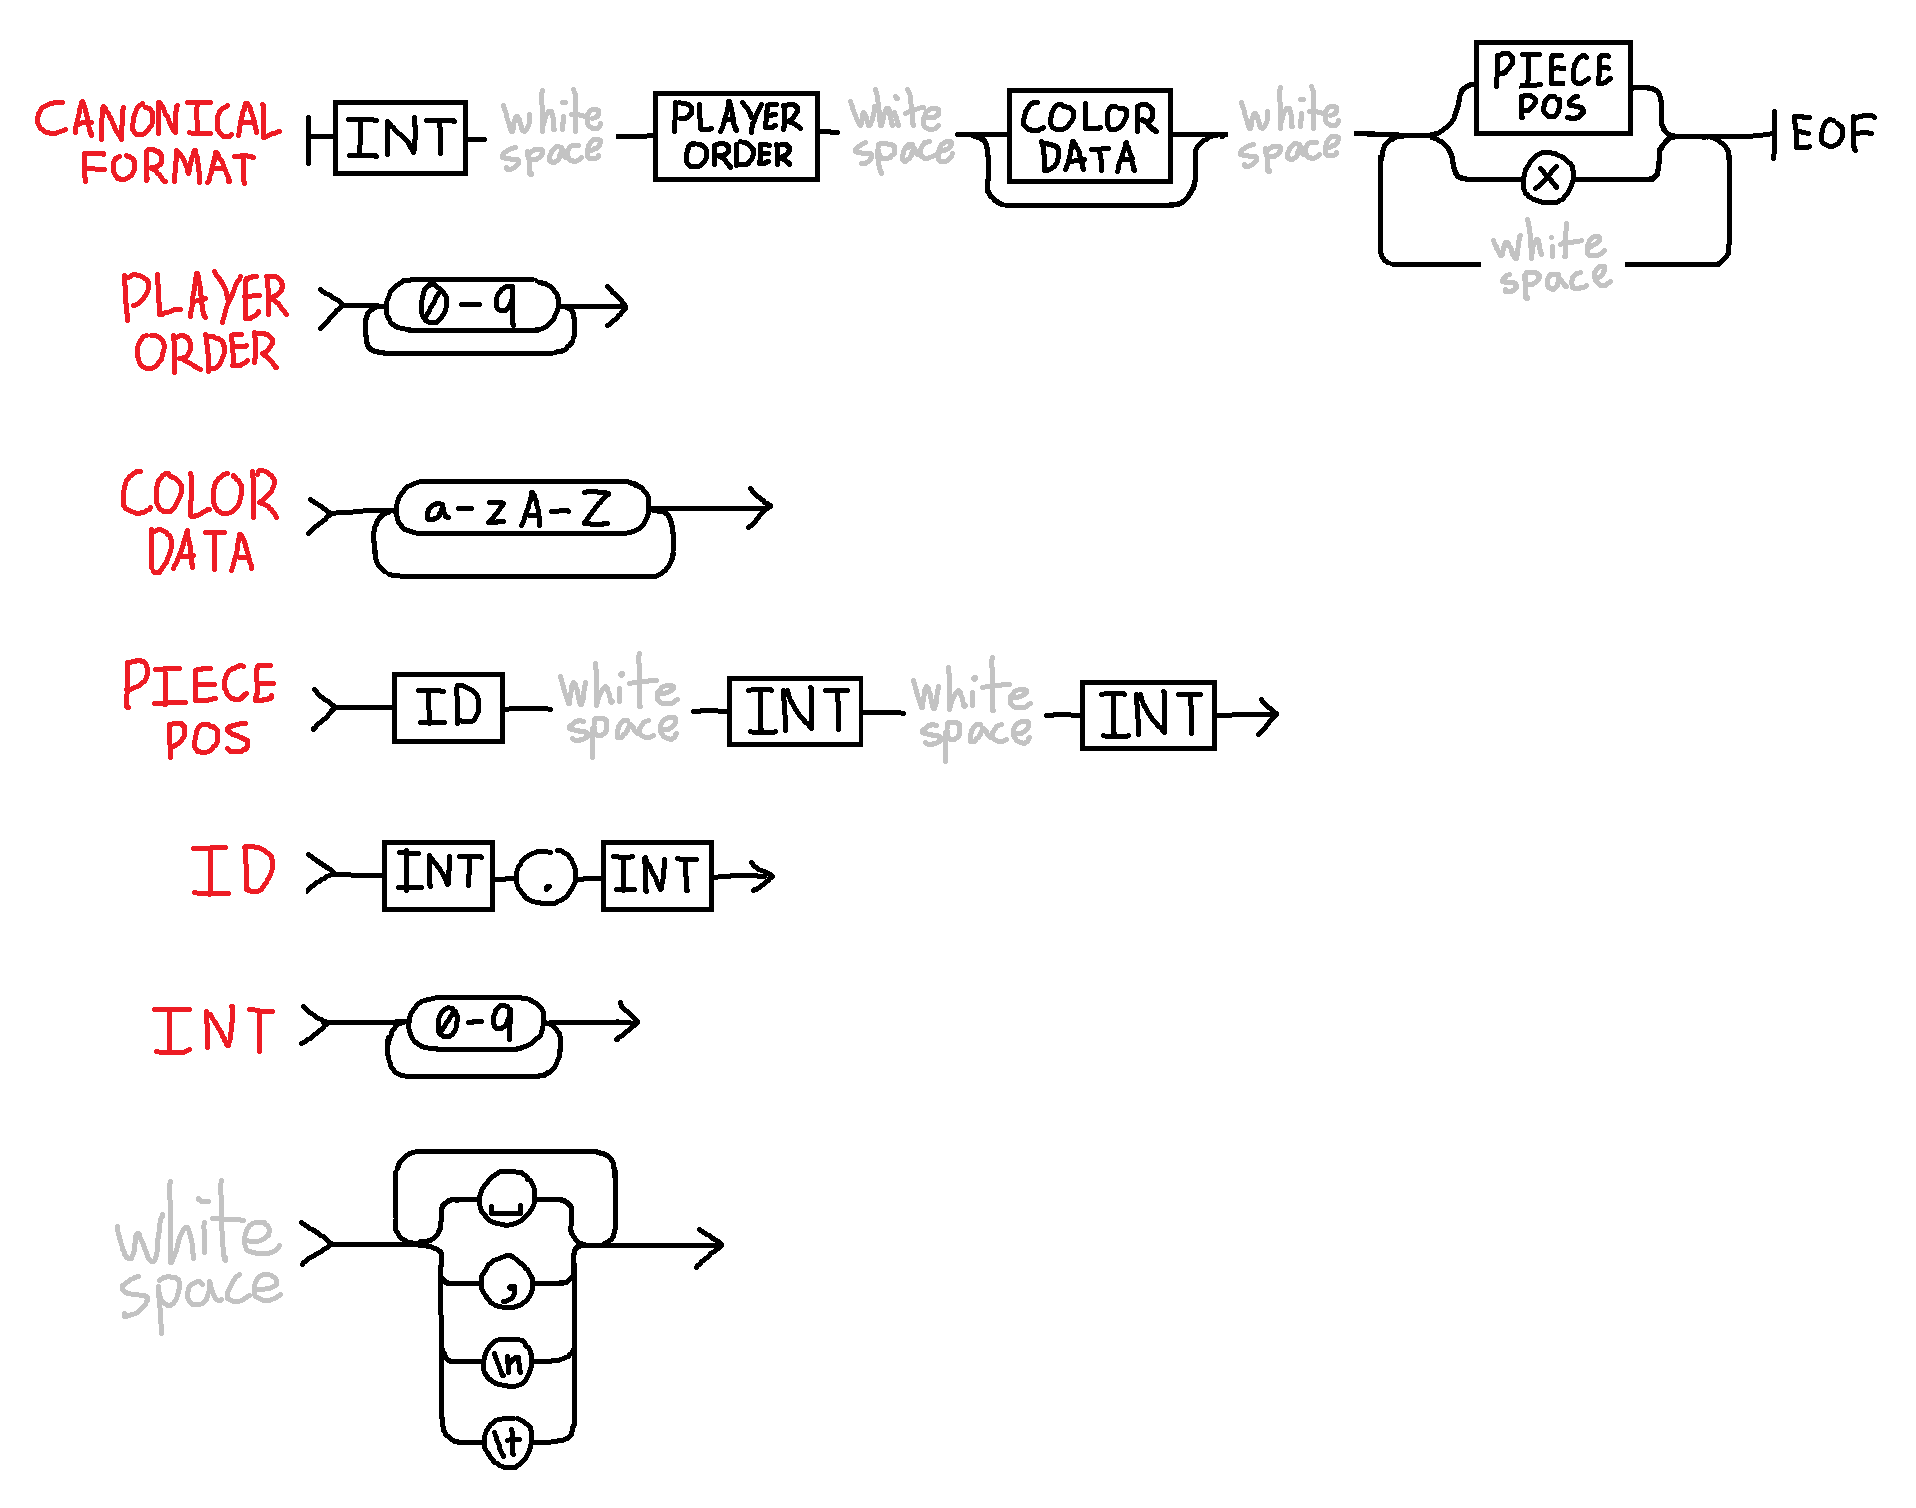 CANONICAL
FORMAT
INT
white
space
PLAYER
ORDER
white
space
COLOR
DATA
white
space
PIECE
POS
X
white
space
EOF
PLAYER
ORDER
0-9
COLOR
DATA
a-zA-Z
PIECE
POS
ID
white
space
INT
white
space
INT
ID
INT
.
INT
INT
0-9
white
space
␣
,
\n
\t